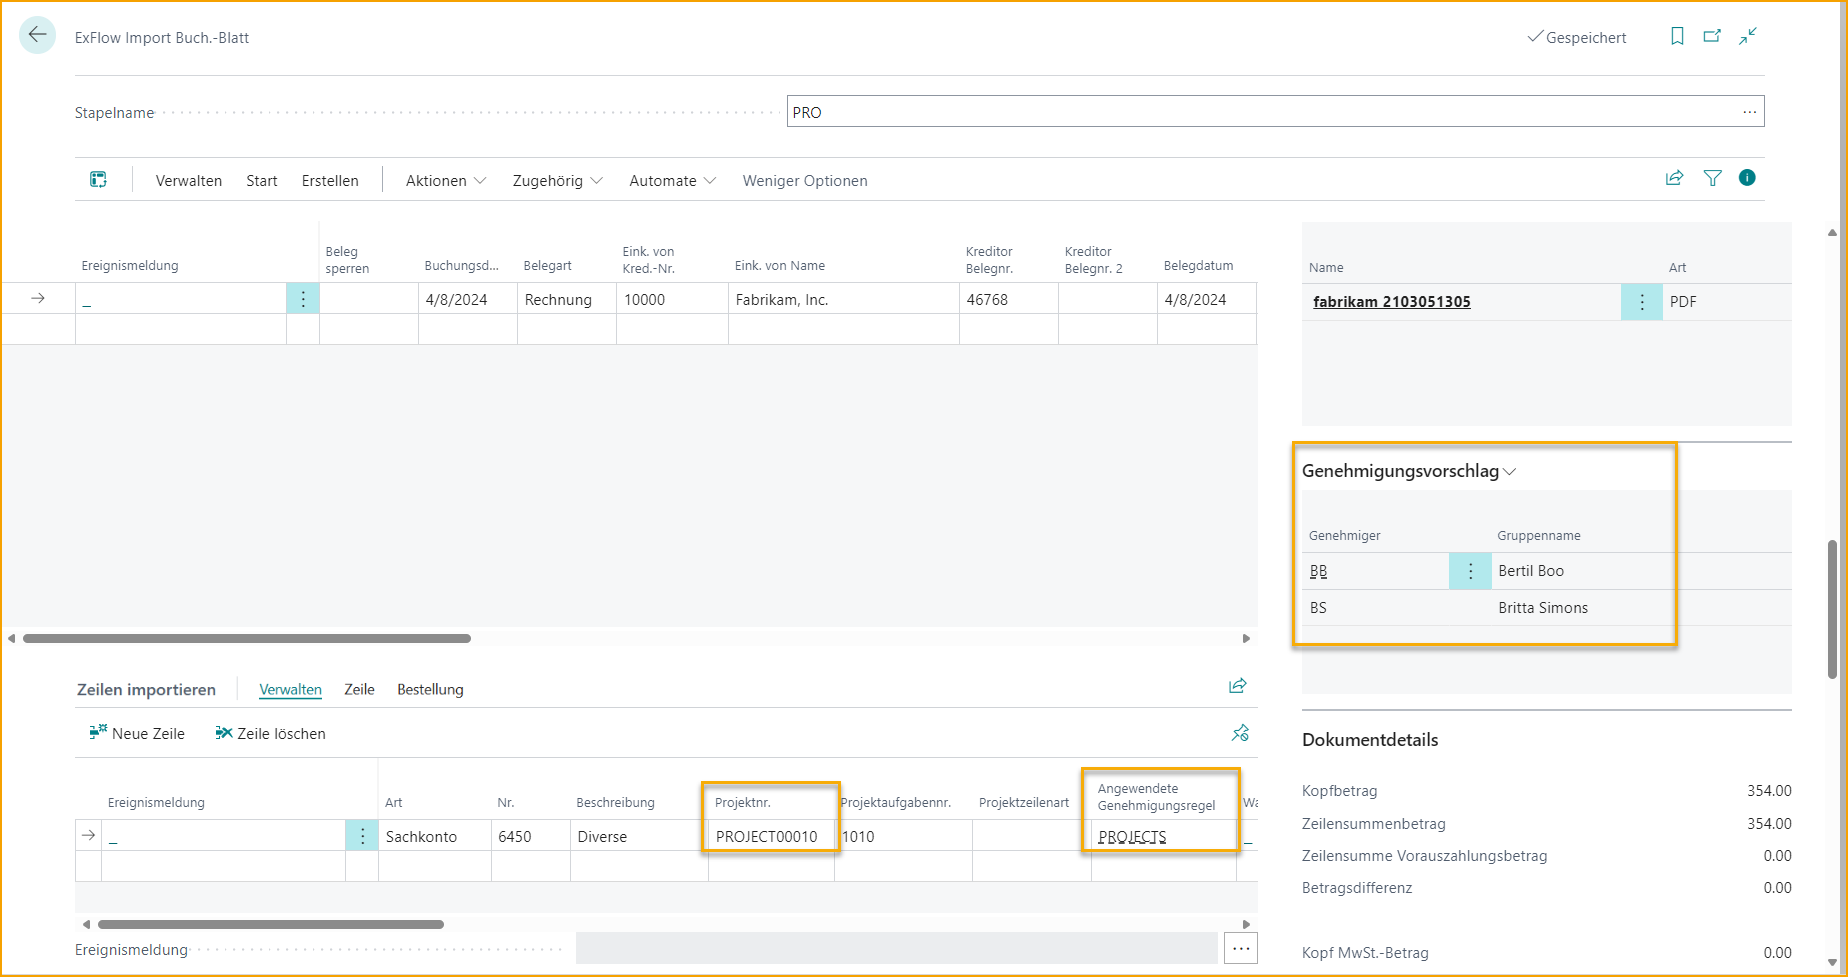 ExFlow Import Buch.-Blatt
Gespeichert
Stapelname
PRO
Verwalten Start Erstellen Aktionen Zugehörig Automate Weniger Optionen
Ereignismeldung Beleg sperren Buchungsd... Belegart Eink. von Kred.-Nr. Eink. von Name Kreditor Belegnr. Kreditor Belegnr. 2 Belegdatum
_ 4/8/2024 Rechnung 10000 Fabrikam, Inc. 46768 4/8/2024
Name Art
fabrikam 2103051305 PDF
Genehmigungsvorschlag
Genehmiger Gruppenname
BB Bertil Boo
BS Britta Simons
Zeilen importieren Verwalten Zeile Bestellung
Neue Zeile Zeile löschen
Ereignismeldung Art Nr. Beschreibung Projektnr. Projektaufgabennr. Projektzeilenart Angewendete Genehmigungsregel
_ Sachkonto 6450 Diverse PROJECT00010 1010 PROJECTS _
Ereignismeldung
Dokumentdetails
Kopfbetrag 354.00
Zeilensummenbetrag 354.00
Zeilensumme Vorauszahlungsbetrag 0.00
Betragsdifferenz 0.00
Kopf MwSt.-Betrag 0.00